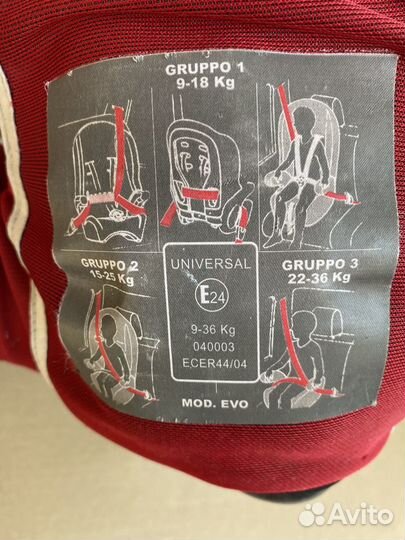 GRUPPO 1
9-18 Kg
GRUPPO 2
15-25 Kg
UNIVERSAL
E24
9-36 Kg
040003
ECER44/04
GRUPPO 3
22-36 Kg
MOD. EVO
Avito